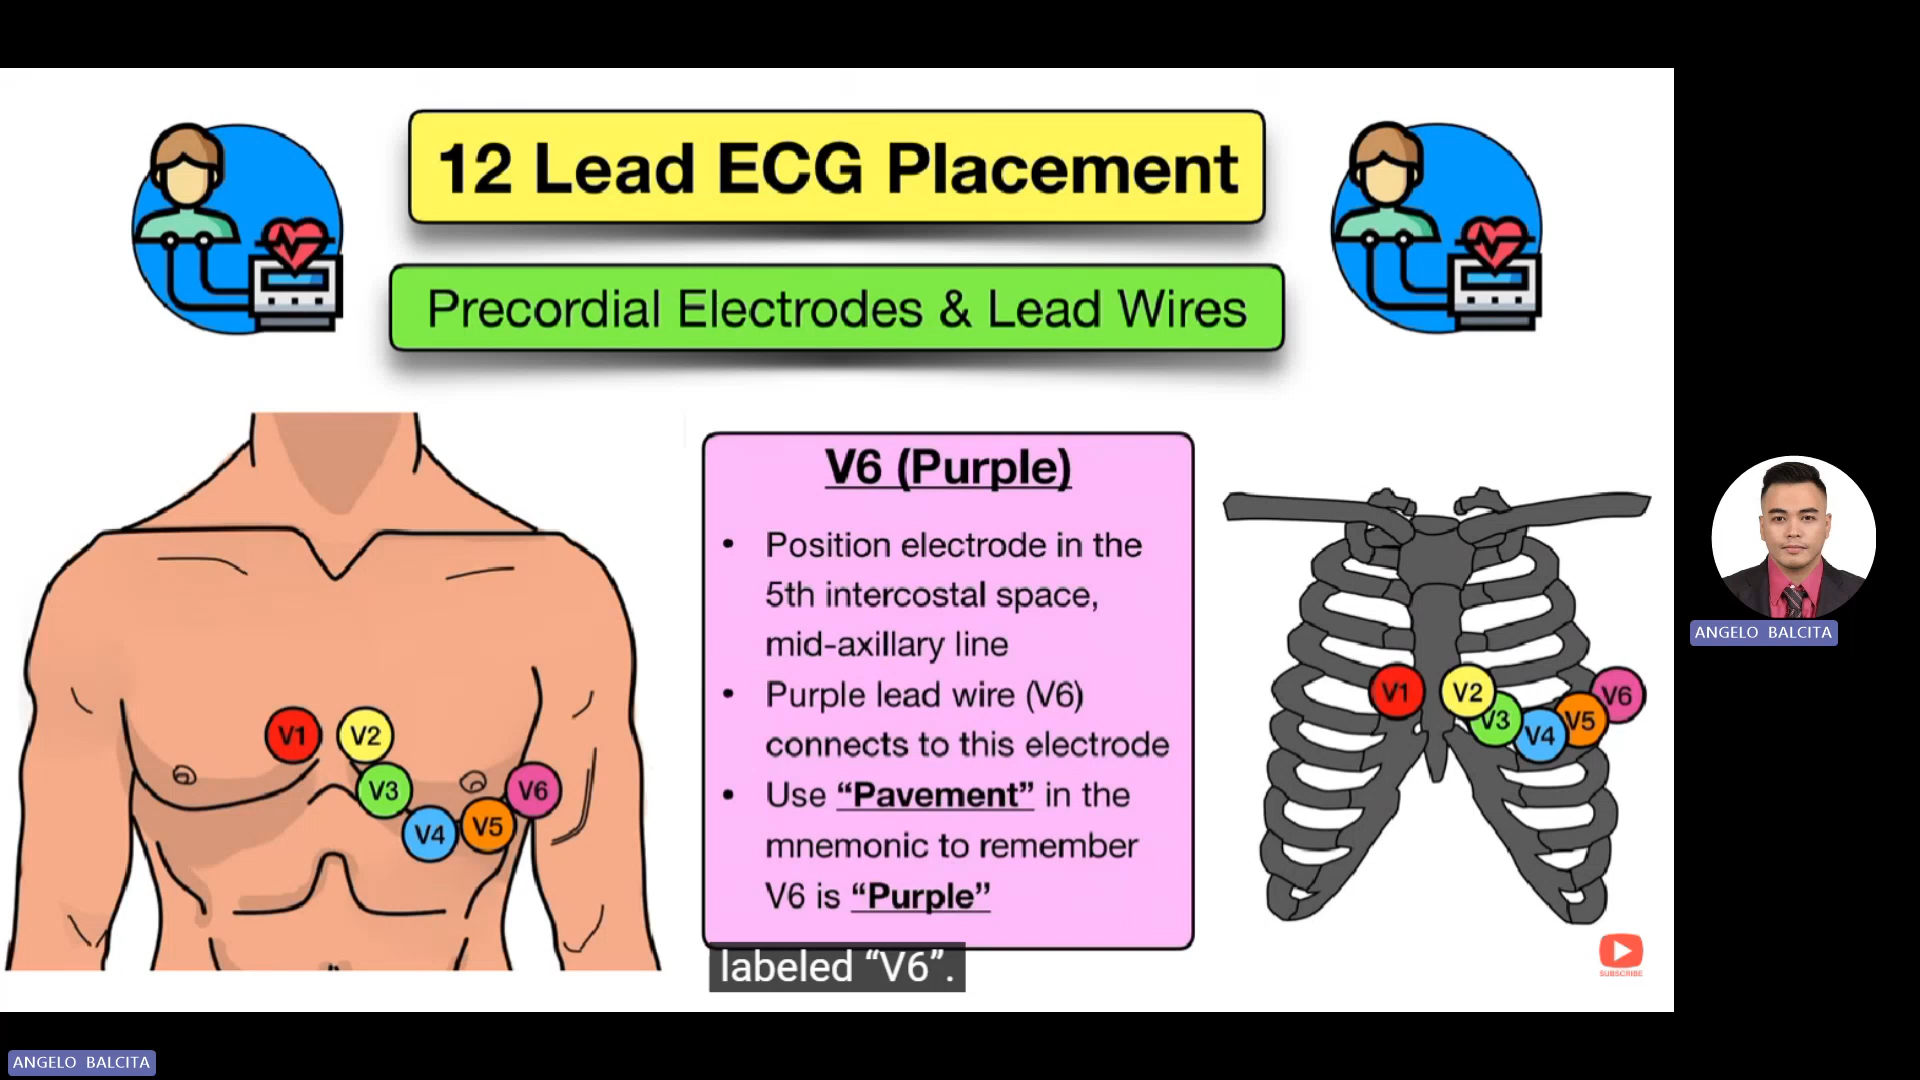 12 Lead ECG Placement
Precordial Electrodes & Lead Wires
V1
V2
V3
V4
V5
V6
V6 (Purple)
• Position electrode in the
5th intercostal space,
mid-axillary line
• Purple lead wire (V6)
connects to this electrode
• Use “Pavement” in the
mnemonic to remember
V6 is “Purple”
labeled “V6”.
V1
V2
V3
V4
V5
V6
SUBSCRIBE
ANGELO BALCITA
ANGELO BALCITA